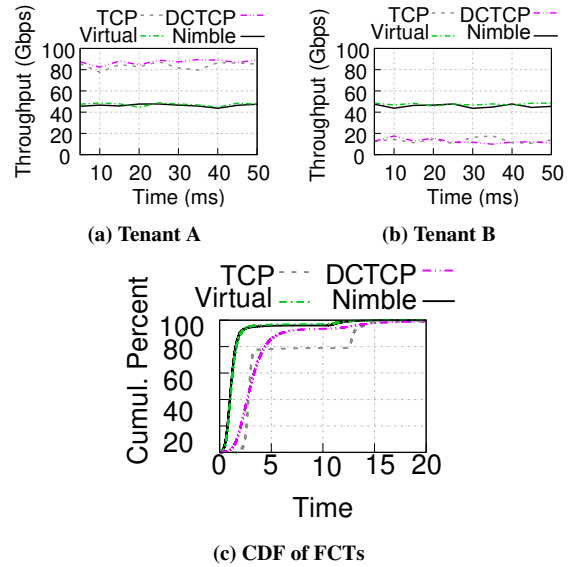 TCP DCTCP
Virtual Nimble
Throughput (Gbps)
100
80
60
40
20
0
10 20 30 40 50
Time (ms)
(a) Tenant A
TCP DCTCP
Virtual Nimble
Throughput (Gbps)
100
80
60
40
20
0
10 20 30 40 50
Time (ms)
(b) Tenant B
TCP DCTCP
Virtual Nimble
Cumul. Percent
100
80
60
40
20
0 5 10 15 20
Time
(c) CDF of FCTs